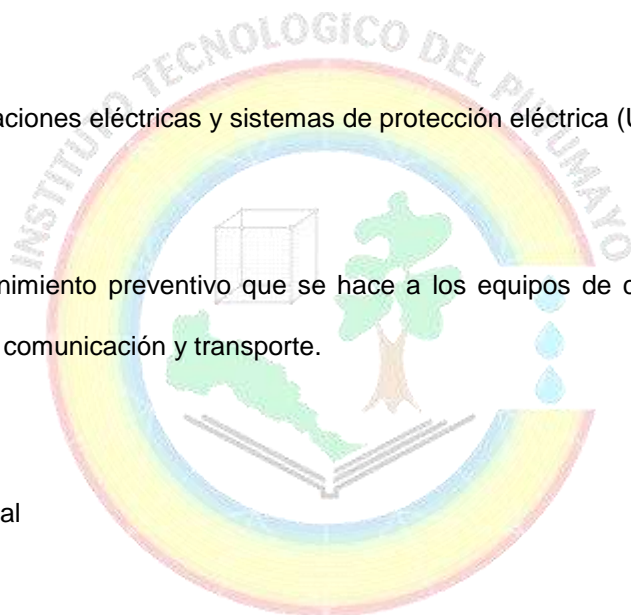 INSTITUTO TECNOLOGICO DEL PUTUMAYO
aciones eléctricas y sistemas de protección eléctrica (U
nimiento preventivo que se hace a los equipos de c
comunicación y transporte.
al